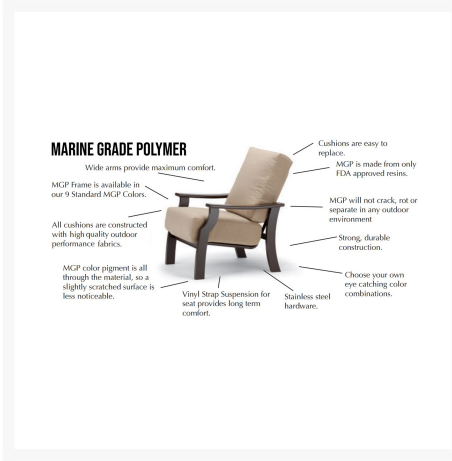 MARINE GRADE POLYMER
Wide arms provide maximum comfort.
MGP Frame is available in
our 9 Standard MGP Colors.
All cushions are constructed
with high quality outdoor
performance fabrics.
MGP color pigment is all
through the material, so a
slightly scratched surface is
less noticeable.
Vinyl Strap Suspension for
seat provides long term
comfort.
Stainless steel
hardware.
Cushions are easy to
replace.
MGP is made from only
FDA approved resins.
MGP will not crack, rot or
separate in any outdoor
environment
Strong, durable
construction.
Choose your own
eye catching color
combinations.